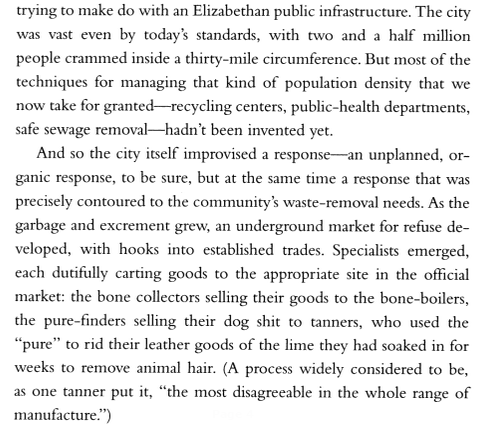 trying to make do with an Elizabethan public infrastructure. The city
was vast even by today's standards, with two and a half million
people crammed inside a thirty-mile circumference. But most of the
techniques for managing that kind of population density that we
now take for granted—recycling centers, public-health departments,
safe sewage removal—hadn't been invented yet.
And so the city itself improvised a response—an unplanned, or-
ganic response, to be sure, but at the same time a response that was
precisely contoured to the community's waste-removal needs. As the
garbage and excrement grew, an underground market for refuse de-
veloped, with hooks into established trades. Specialists emerged,
each dutifully carting goods to the appropriate site in the official
market: the bone collectors selling their goods to the bone-boilers,
the pure-finders selling their dog shit to tanners, who used the
“pure” to rid their leather goods of the lime they had soaked in for
weeks to remove animal hair. (A process widely considered to be,
as one tanner put it, “the most disagreeable in the whole range of
manufacture.”)